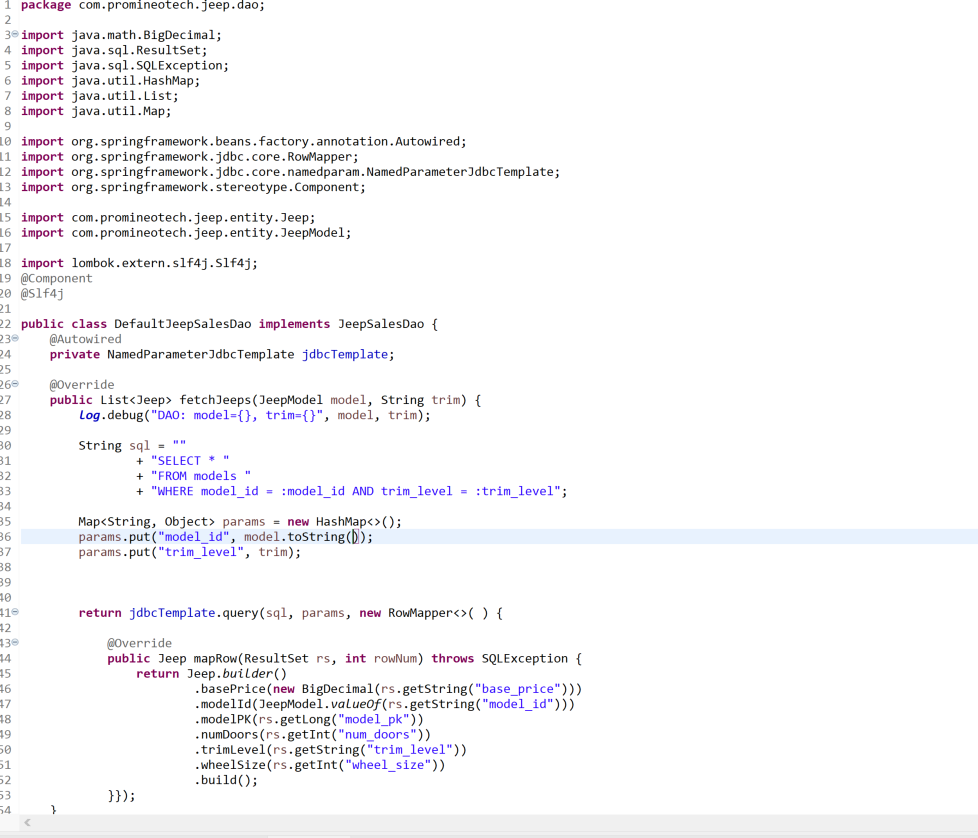 1 package com.promineotech.jeep.dao;
2
3 import java.math.BigDecimal;
4 import java.sql.ResultSet;
5 import java.sql.SQLException;
6 import java.util.HashMap;
7 import java.util.List;
8 import java.util.Map;
9
10 import org.springframework.beans.factory.annotation.Autowired;
11 import org.springframework.jdbc.core.RowMapper;
12 import org.springframework.jdbc.core.namedparam.NamedParameterJdbcTemplate;
13 import org.springframework.stereotype.Component;
14
15 import com.promineotech.jeep.entity.Jeep;
16 import com.promineotech.jeep.entity.JeepModel;
17
18 import lombok.extern.slf4j.Slf4j;
19 @Component
20 @Slf4j
21
22 public class DefaultJeepSalesDao implements JeepSalesDao {
23     @Autowired
24     private NamedParameterJdbcTemplate jdbcTemplate;
25
26     @Override
27     public List<Jeep> fetchJeeps(JeepModel model, String trim) {
28         log.debug("DAO: model={}, trim={}", model, trim);
29
30         String sql = ""
31                 + "SELECT * "
32                 + "FROM models "
33                 + "WHERE model_id = :model_id AND trim_level = :trim_level";
34
35         Map<String, Object> params = new HashMap<>();
36         params.put("model_id", model.toString());
37         params.put("trim_level", trim);
38
39
40
41         return jdbcTemplate.query(sql, params, new RowMapper<>( ) {
42
43             @Override
44             public Jeep mapRow(ResultSet rs, int rowNum) throws SQLException {
45                 return Jeep.builder()
46                         .basePrice(new BigDecimal(rs.getString("base_price")))
47                         .modelId(JeepModel.valueOf(rs.getString("model_id")))
48                         .modelPK(rs.getLong("model_pk"))
49                         .numDoors(rs.getInt("num_doors"))
50                         .trimLevel(rs.getString("trim_level"))
51                         .wheelSize(rs.getInt("wheel_size"))
52                         .build();
53             }});
54     }